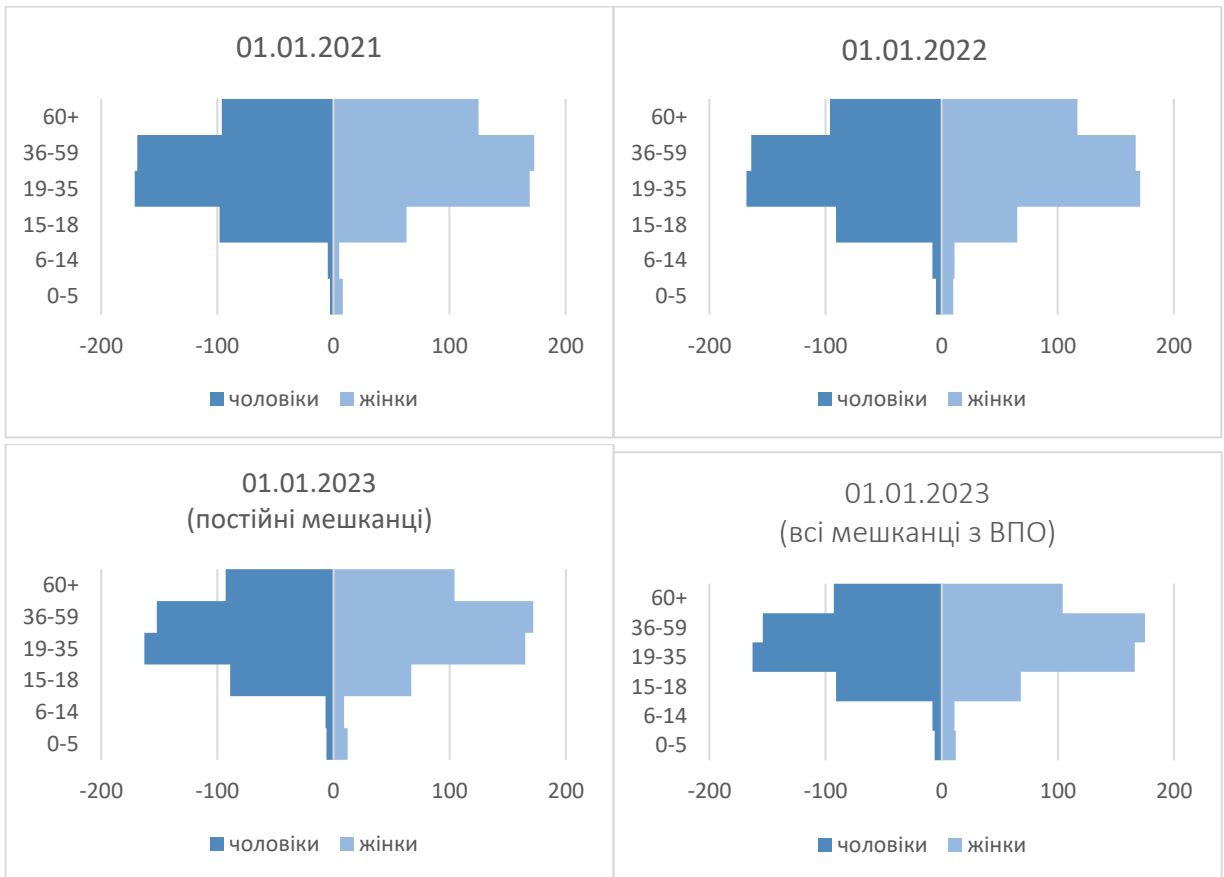 01.01.2021
60+
36-59
19-35
15-18
6-14
0-5
-200 -100 0 100 200
чоловіки жінки
01.01.2022
60+
36-59
19-35
15-18
6-14
0-5
-200 -100 0 100 200
чоловіки жінки
01.01.2023
(постійні мешканці)
60+
36-59
19-35
15-18
6-14
0-5
-200 -100 0 100 200
чоловіки жінки
01.01.2023
(всі мешканці з ВПО)
60+
36-59
19-35
15-18
6-14
0-5
-200 -100 0 100 200
чоловіки жінки